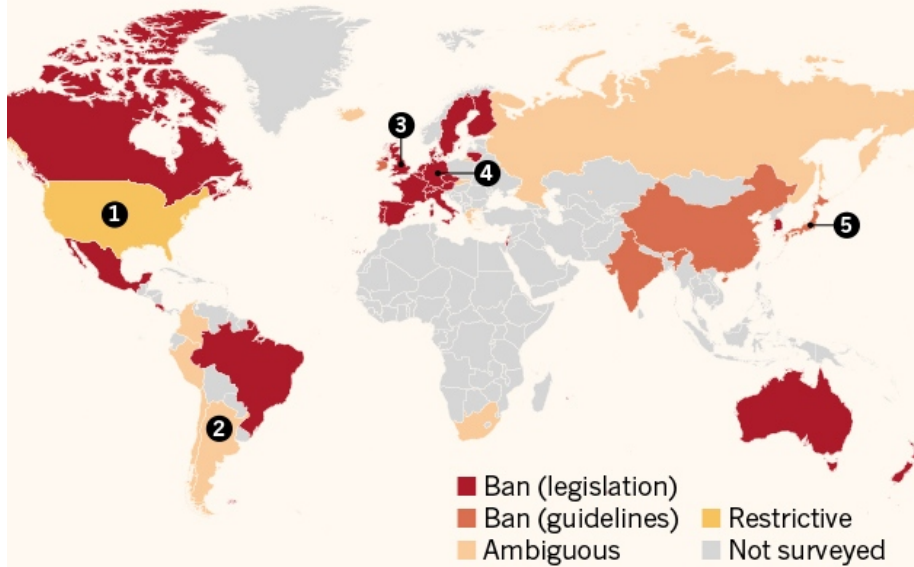 1
2
3
4
5
Ban (legislation)
Ban (guidelines)
Ambiguous
Restrictive
Not surveyed